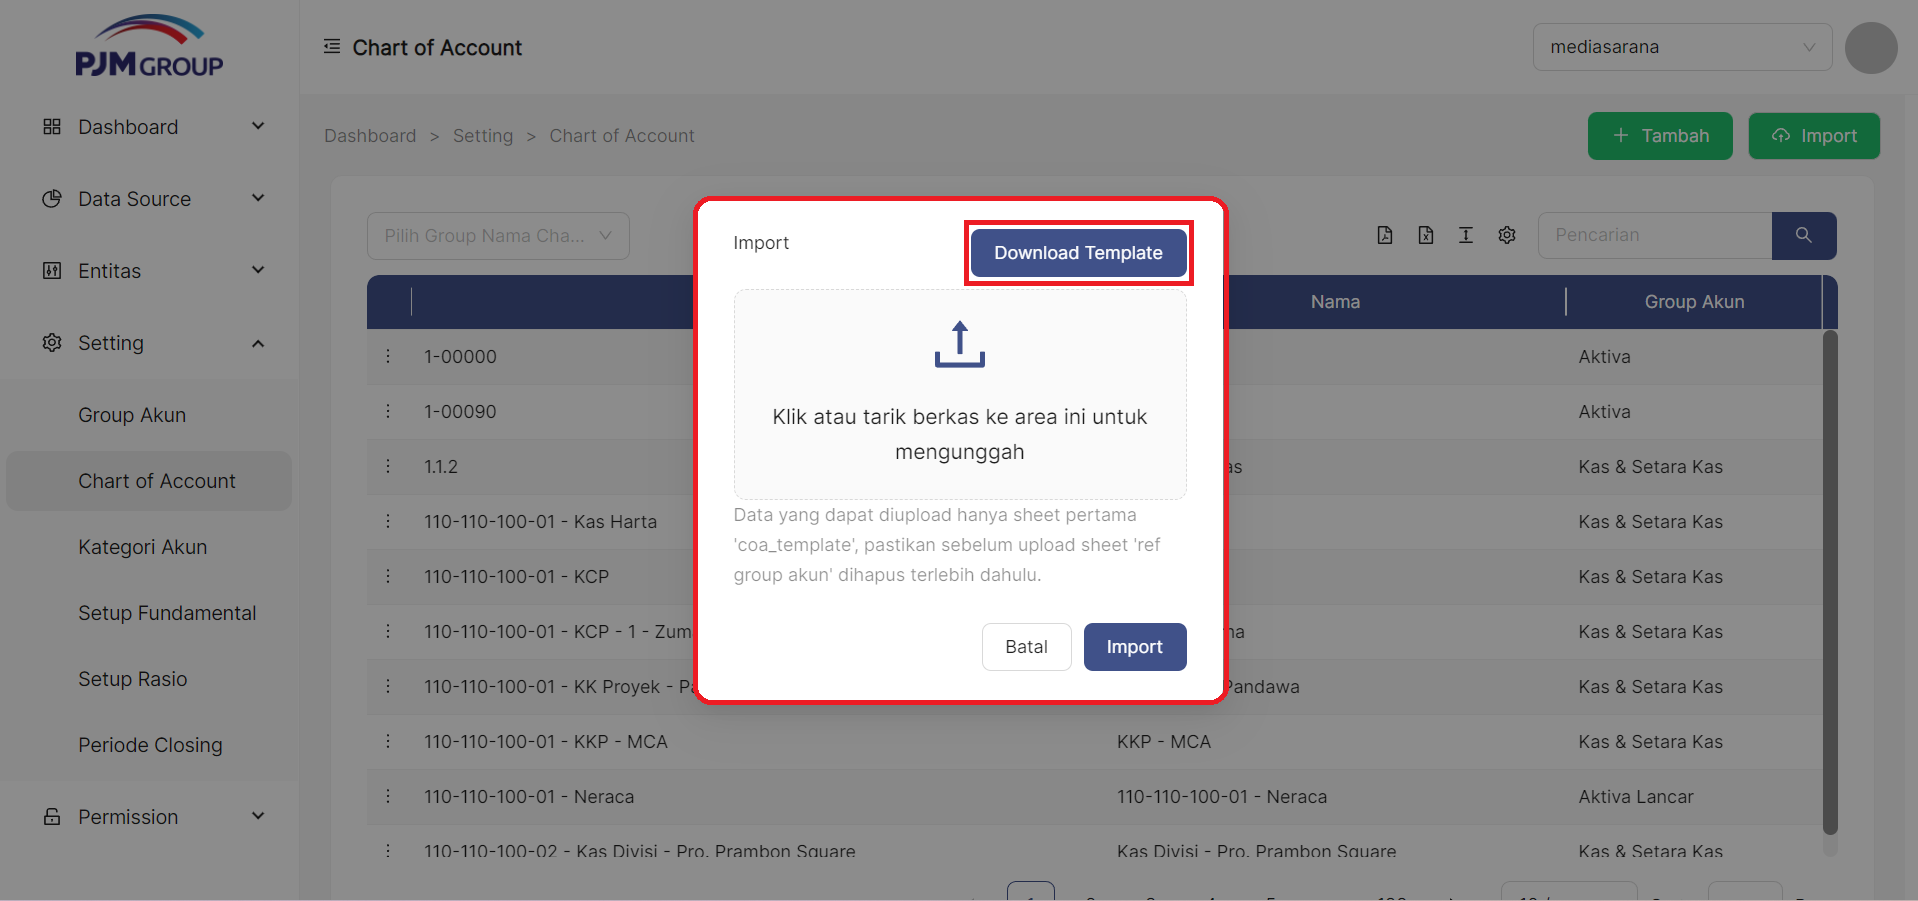 PJM GROUP
Chart of Account
mediasarana
Dashboard
Data Source
Entitas
Setting
Group Akun
Chart of Account
Kategori Akun
Setup Fundamental
Setup Rasio
Periode Closing
Permission
Dashboard > Setting > Chart of Account
+ Tambah
Import
Pilih Group Nama Cha...
Pencarian
Nama
Group Akun
1-00000
Aktiva
1-00090
Aktiva
1.1.2
as
Kas & Setara Kas
110-110-100-01 - Kas Harta
Kas & Setara Kas
110-110-100-01 - KCP
Kas & Setara Kas
110-110-100-01 - KCP - 1 - Zum
na
Kas & Setara Kas
110-110-100-01 - KK Proyek - Pa
Pandawa
Kas & Setara Kas
110-110-100-01 - KKP - MCA
KKP - MCA
Kas & Setara Kas
110-110-100-01 - Neraca
110-110-100-01 - Neraca
Aktiva Lancar
110-110-100-02 - Kas Divisi - Pro. Prambon Square
Kas Divisi - Pro. Prambon Square
Kas & Setara Kas
Import
Download Template
Klik atau tarik berkas ke area ini untuk
mengunggah
Data yang dapat diupload hanya sheet pertama
'coa_template', pastikan sebelum upload sheet 'ref
group akun' dihapus terlebih dahulu.
Batal
Import